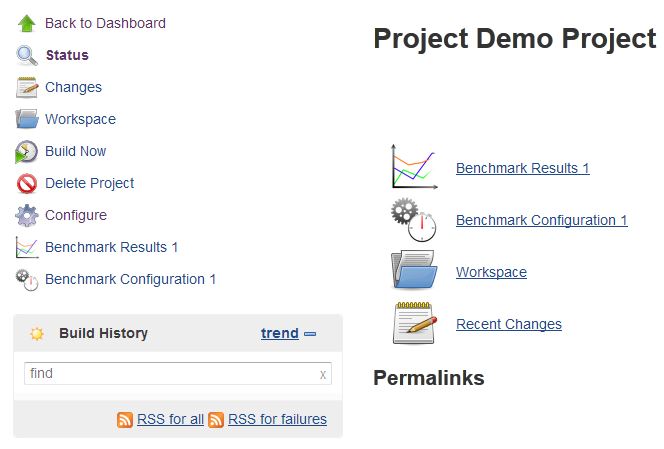 Back to Dashboard
Status
Changes
Workspace
Build Now
Delete Project
Configure
Benchmark Results 1
Benchmark Configuration 1
Build History trend
find x
RSS for all RSS for failures
Project Demo Project
Benchmark Results 1
Benchmark Configuration 1
Workspace
Recent Changes
Permalinks